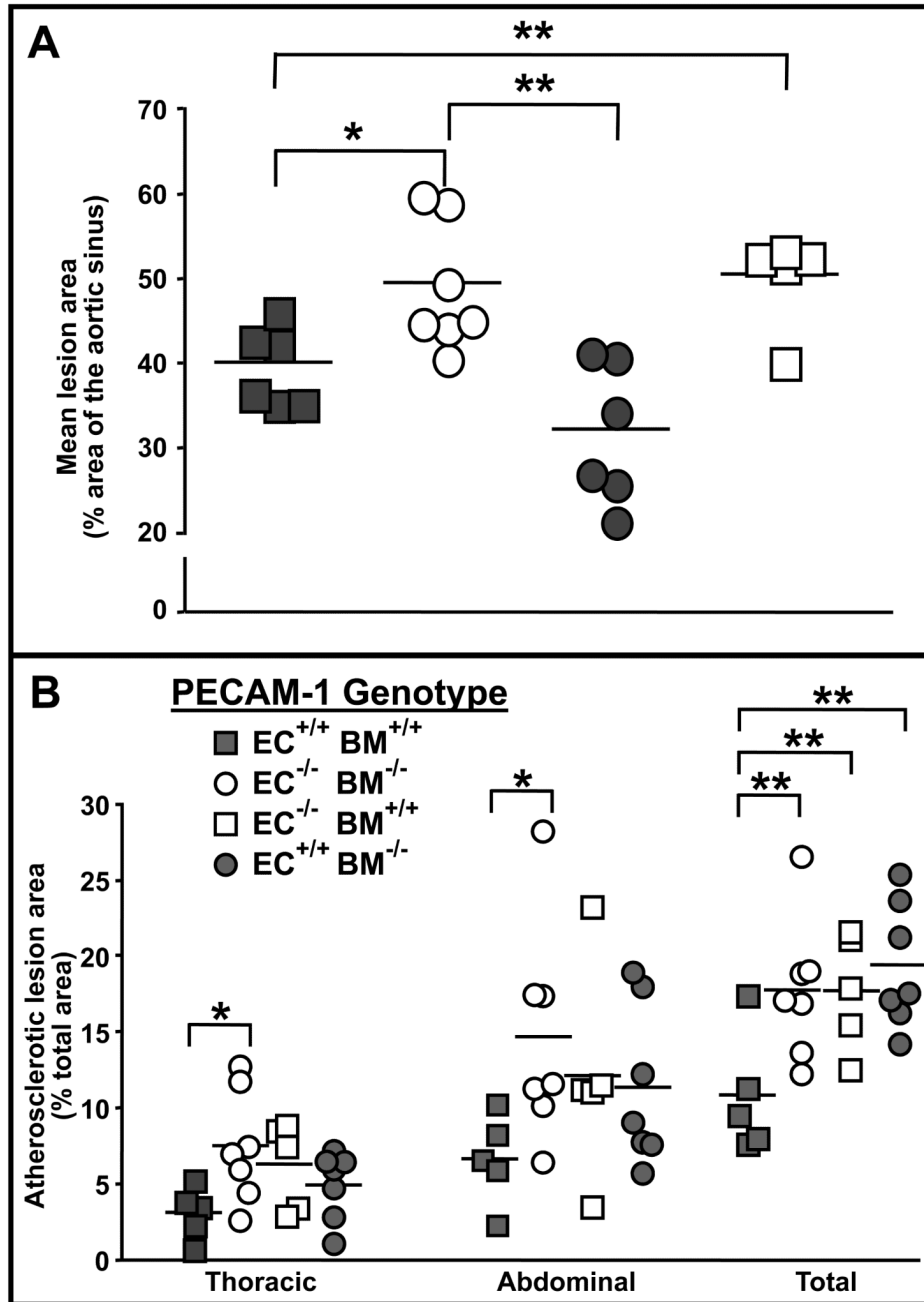 A
**
**
*
70
60
50
40
30
20
0
Mean lesion area
(% area of the aortic sinus)
B
PECAM-1 Genotype
EC+/+ BM+/+
EC-/- BM-/-
EC-/- BM+/+
EC+/+ BM-/-
**
**
**
*
*
30
25
20
15
10
5
0
Atherosclerotic lesion area
(% total area)
Thoracic Abdominal Total